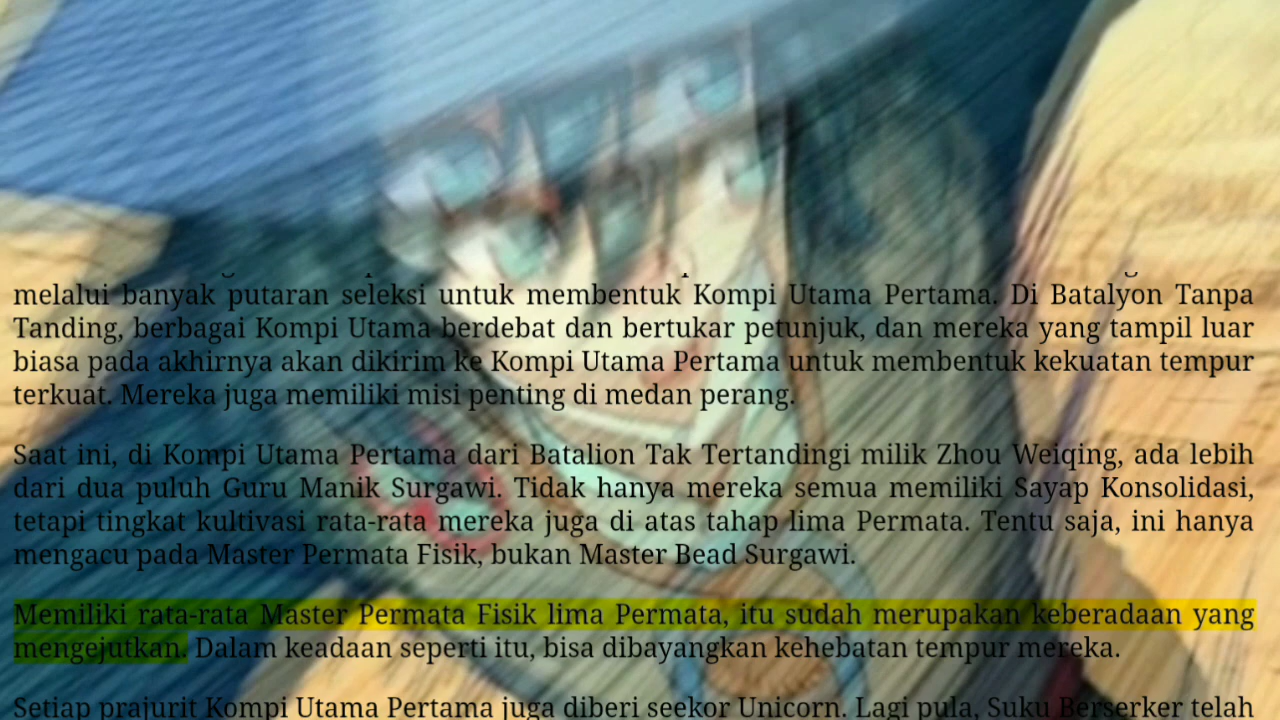 melalui banyak putaran seleksi untuk membentuk Kompi Utama Pertama. Di Batalyon Tanpa
Tanding, berbagai Kompi Utama berdebat dan bertukar petunjuk, dan mereka yang tampil luar
biasa pada akhirnya akan dikirim ke Kompi Utama Pertama untuk membentuk kekuatan tempur
terkuat. Mereka juga memiliki misi penting di medan perang.
Saat ini, di Kompi Utama Pertama dari Batalion Tak Tertandingi milik Zhou Weiqing, ada lebih
dari dua puluh Guru Manik Surgawi. Tidak hanya mereka semua memiliki Sayap Konsolidasi,
tetapi tingkat kultivasi rata-rata mereka juga di atas tahap lima Permata. Tentu saja, ini hanya
mengacu pada Master Permata Fisik, bukan Master Bead Surgawi.
Memiliki rata-rata Master Permata Fisik lima Permata, itu sudah merupakan keberadaan yang
mengejutkan. Dalam keadaan seperti itu, bisa dibayangkan kehebatan tempur mereka.
Setiap prajurit Kompi Utama Pertama juga diberi seekor Unicorn. Lagi pula, Suku Berserker telah